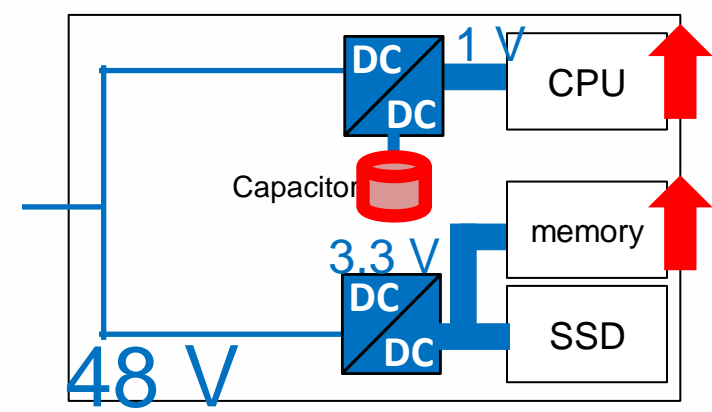 DC
DC
1 V
CPU
Capacitor
memory
3.3 V
DC
DC
SSD
48 V